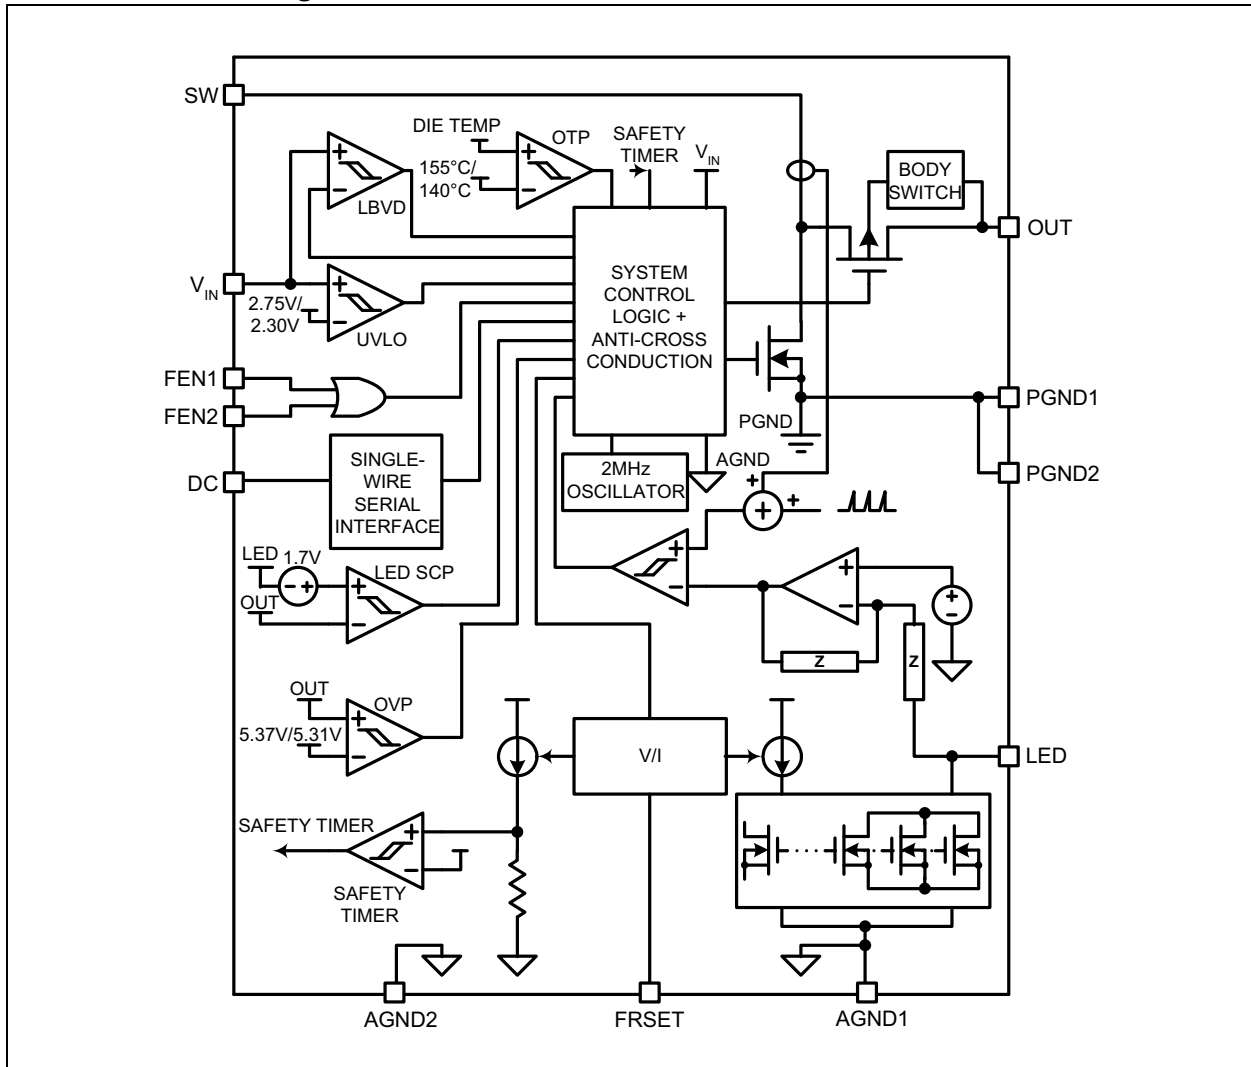 SW
DIE TEMP
OTP
SAFETY
TIMER
VIN
155°C/
140°C
LBVD
BODY
SWITCH
OUT
VIN
2.75V/
2.30V
UVLO
SYSTEM
CONTROL
LOGIC +
ANTI-CROSS
CONDUCTION
FEN1
FEN2
PGND
PGND1
DC
SINGLE-
WIRE
SERIAL
INTERFACE
2MHz
OSCILLATOR
AGND
PGND2
LED
1.7V
LED SCP
OUT
Z
Z
OUT
OVP
5.37V/5.31V
V/I
LED
SAFETY TIMER
SAFETY
TIMER
AGND2
FRSET
AGND1